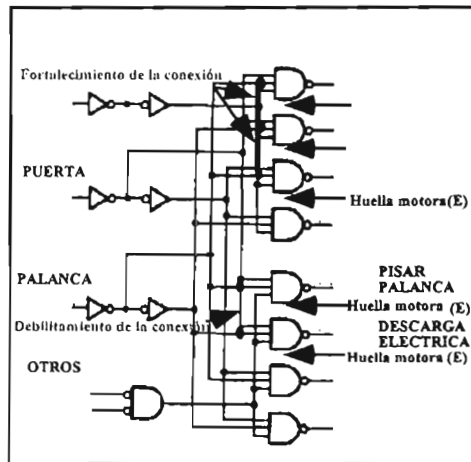 Fortalecimiento de la conexión
PUERTA
Huella motora (E)
PALANCA
PISAR
PALANCA
Huella motora (E)
Debilitamiento de la conexión
DESCARGA
ELECTRICA
Huella motora (E)
OTROS